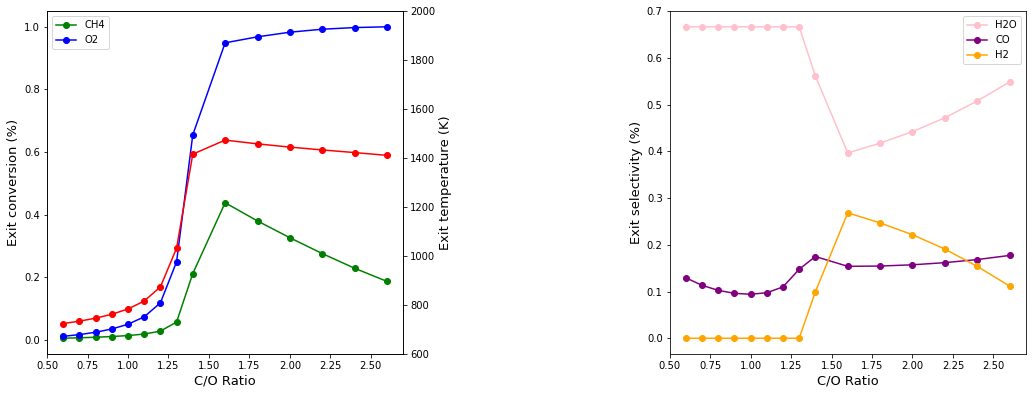 CH4
O2
1.0
0.8
0.6
0.4
0.2
0.0
Exit conversion (%)
2000
1800
1600
1400
1200
1000
800
600
Exit temperature (K)
0.50 0.75 1.00 1.25 1.50 1.75 2.00 2.25 2.50
C/O Ratio
H2O
CO
H2
0.7
0.6
0.5
0.4
0.3
0.2
0.1
0.0
Exit selectivity (%)
0.50 0.75 1.00 1.25 1.50 1.75 2.00 2.25 2.50
C/O Ratio